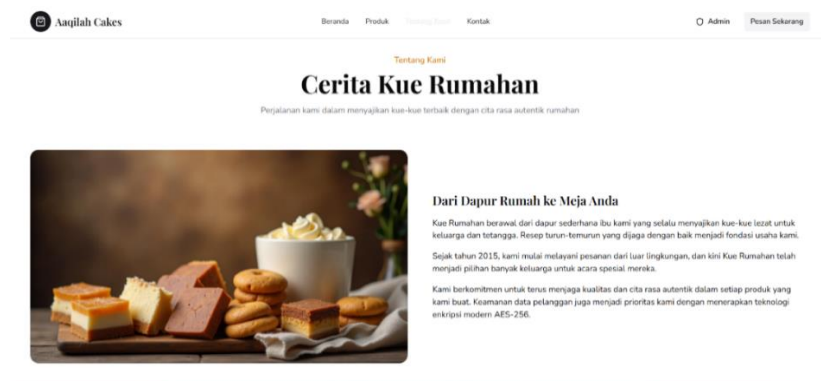 Aaqilah Cakes
Beranda Produk Tentang Kami Kontak
Admin Pesan Sekarang
Tentang Kami
Cerita Kue Rumahan
Perjalanan kami dalam menyajikan kue-kue terbaik dengan cita rasa autentik rumahan
Dari Dapur Rumah ke Meja Anda
Kue Rumahan berawal dari dapur sederhana ibu kami yang selalu menyajikan kue-kue lezat untuk
keluarga dan tetangga. Resep turun-temurun yang dijaga dengan baik menjadi fondasi usaha kami.
Sejak tahun 2015, kami mulai melayani pesanan dari luar lingkungan, dan kini Kue Rumahan telah
menjadi pilihan banyak keluarga untuk acara spesial mereka.
Kami berkomitmen untuk terus menjaga kualitas dan cita rasa autentik dalam setiap produk yang
kami buat. Keamanan data pelanggan juga menjadi prioritas kami dengan menerapkan teknologi
enkripsi modern AES-256.